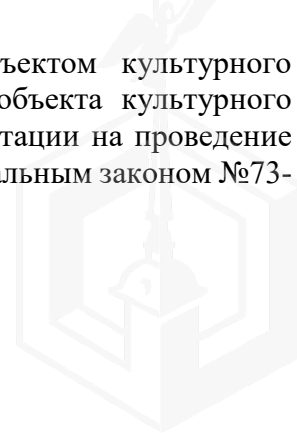 ъектом культурного
объекта культурного
тации на проведение
альным законом №73-